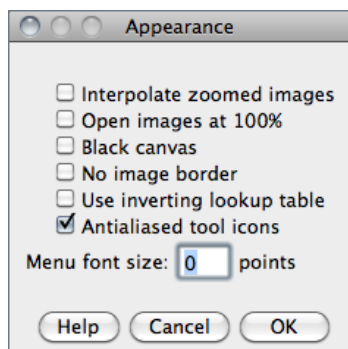 Appearance
Interpolate zoomed images
Open images at 100%
Black canvas
No image border
Use inverting lookup table
Antialiased tool icons
Menu font size: 0 points
Help Cancel OK